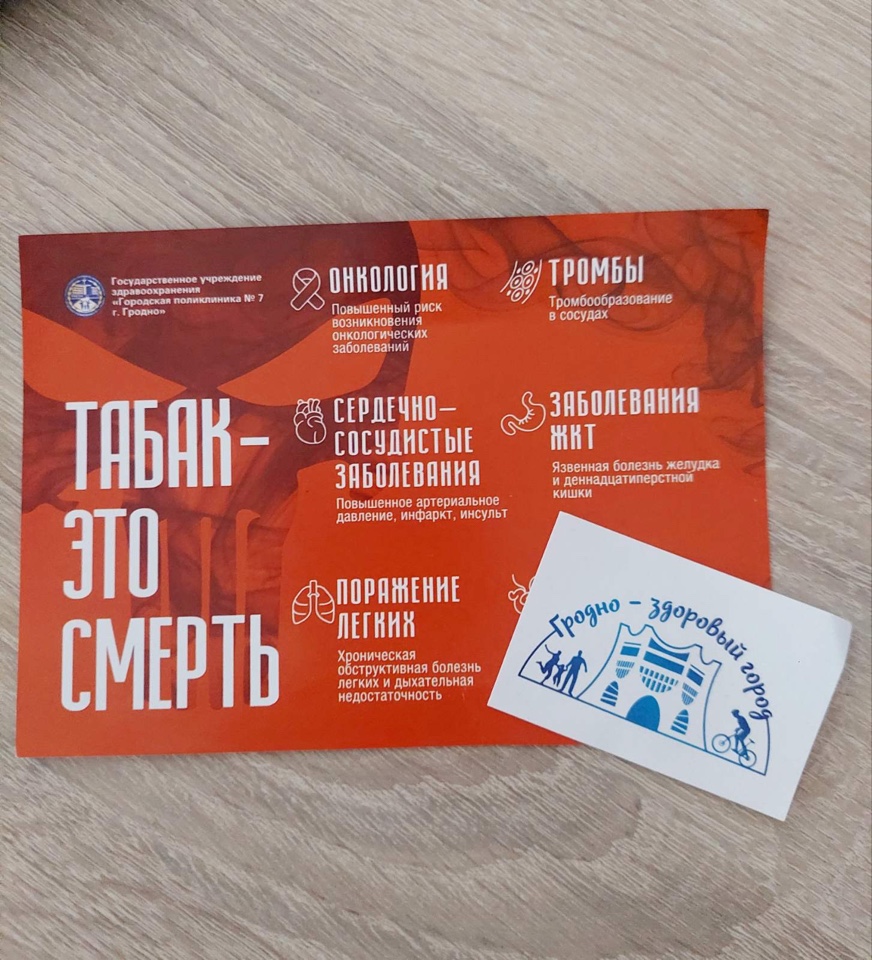 Государственное учреждение
здравоохранения
«Городская поликлиника № 7
г. Гродно»
ТАБАК –
ЭТО
СМЕРТЬ
ОНКОЛОГИЯ
Повышенный риск
возникновения
онкологических
заболеваний
СЕРДЕЧНО–
СОСУДИСТЫЕ
ЗАБОЛЕВАНИЯ
Повышенное артериальное
давление, инфаркт, инсульт
ПОРАЖЕНИЕ
ЛЕГКИХ
Хроническая
обструктивная болезнь
легких и дыхательная
недостаточность
ТРОМБЫ
Тромбообразование
в сосудах
ЗАБОЛЕВАНИЯ
ЖКТ
Язвенная болезнь желудка
и деннадцатиперстной
кишки
Гродно – здоровый город